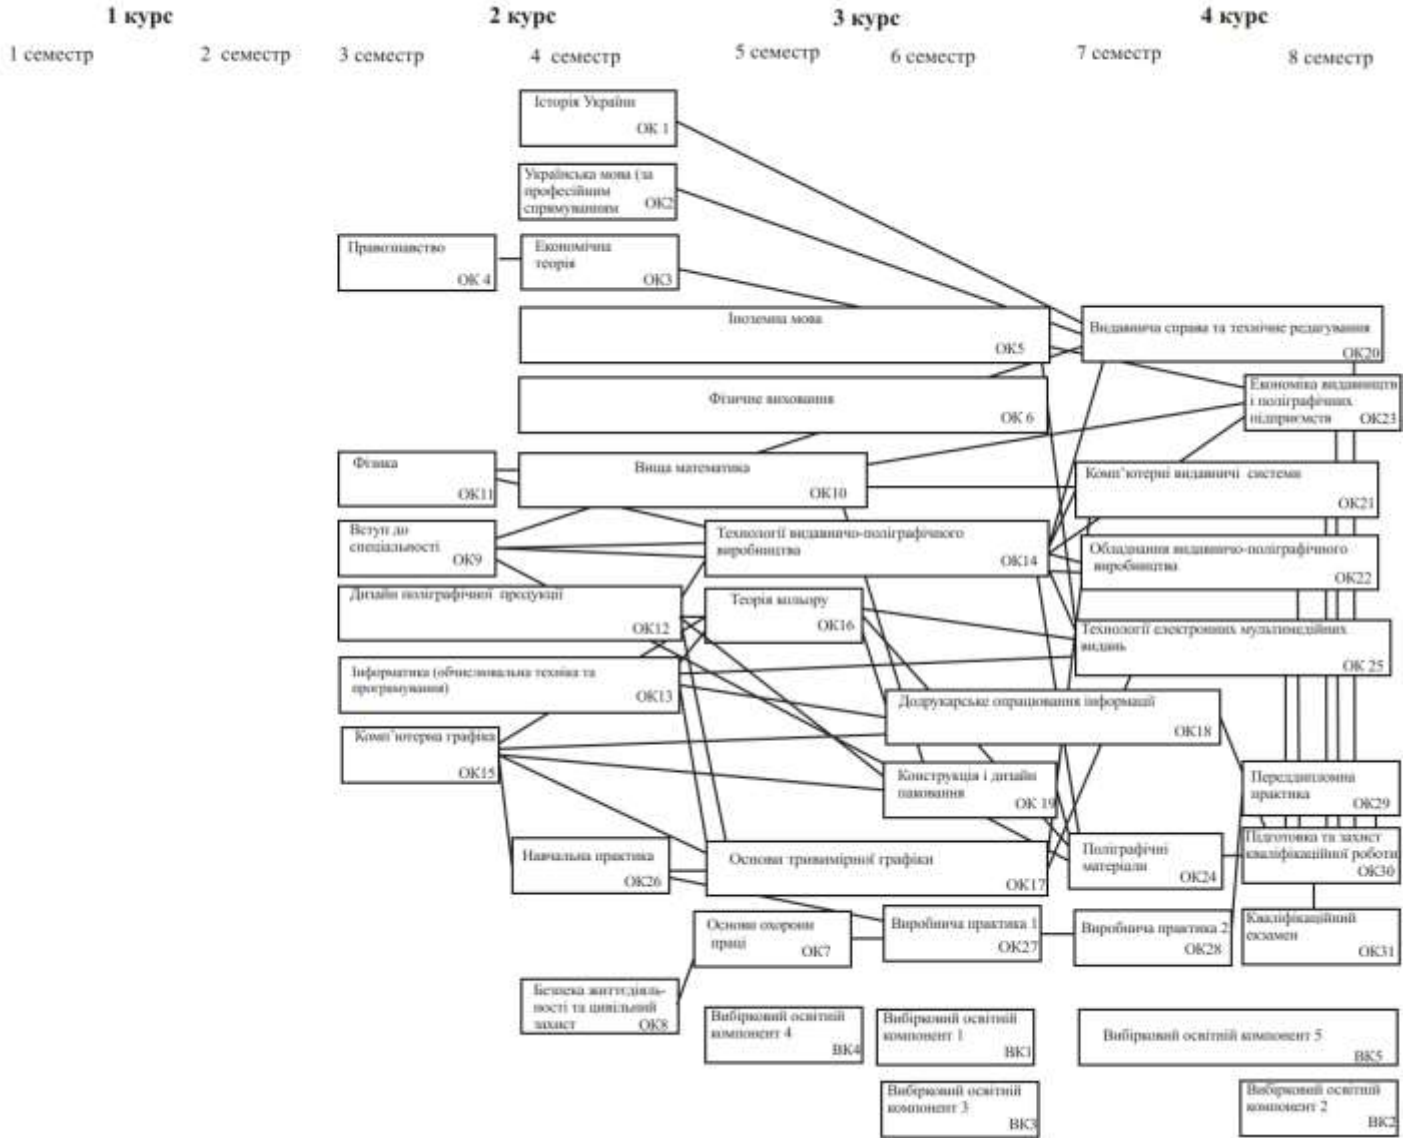 1 курс
2 курс
3 курс
4 курс
1 семестр
2 семестр
3 семестр
4 семестр
5 семестр
6 семестр
7 семестр
8 семестр
Історія України
ОК 1
Українська мова (за
професійним
спрямуванням
ОК2
Правознавство
ОК 4
Економічна
теорія
ОК3
Іноземна мова
ОК5
Видавнича справа та технічне редагування
ОК20
Фізичне виховання
ОК 6
Економіка видавництв
і поліграфічних
підприємств
ОК23
Фізика
ОК11
Вища математика
ОК10
Комп’ютерні видавничі системи
ОК21
Вступ до
спеціальності
ОК9
Технології видавничо-поліграфічного
виробництва
ОК14
Обладнання видавничо-поліграфічного
виробництва
ОК22
Дизайн поліграфічної продукції
ОК12
Теорія кольору
ОК16
Технології електронних мультимедійних
видань
ОК 25
Інформатика (обчислювальна техніка та
програмування)
ОК13
Додрукарське опрацювання інформації
ОК18
Комп’ютерна графіка
ОК15
Конструкція і дизайн
паковання
ОК 19
Переддипломна
практика
ОК29
Навчальна практика
ОК26
Основи тривимірної графіки
ОК17
Поліграфічні
матеріали
ОК24
Підготовка та захист
кваліфікаційної роботи
ОК30
Основи охорони
праці
ОК7
Виробнича практика 1
ОК27
Виробнича практика 2
ОК28
Кваліфікаційний
екзамен
ОК31
Безпека життєдіяль-
ності та цивільний
захист
ОК8
Вибірковий освітній
компонент 4
ВК4
Вибірковий освітній
компонент 1
ВК1
Вибірковий освітній компонент 5
ВК5
Вибірковий освітній
компонент 3
ВК3
Вибірковий освітній
компонент 2
ВК2